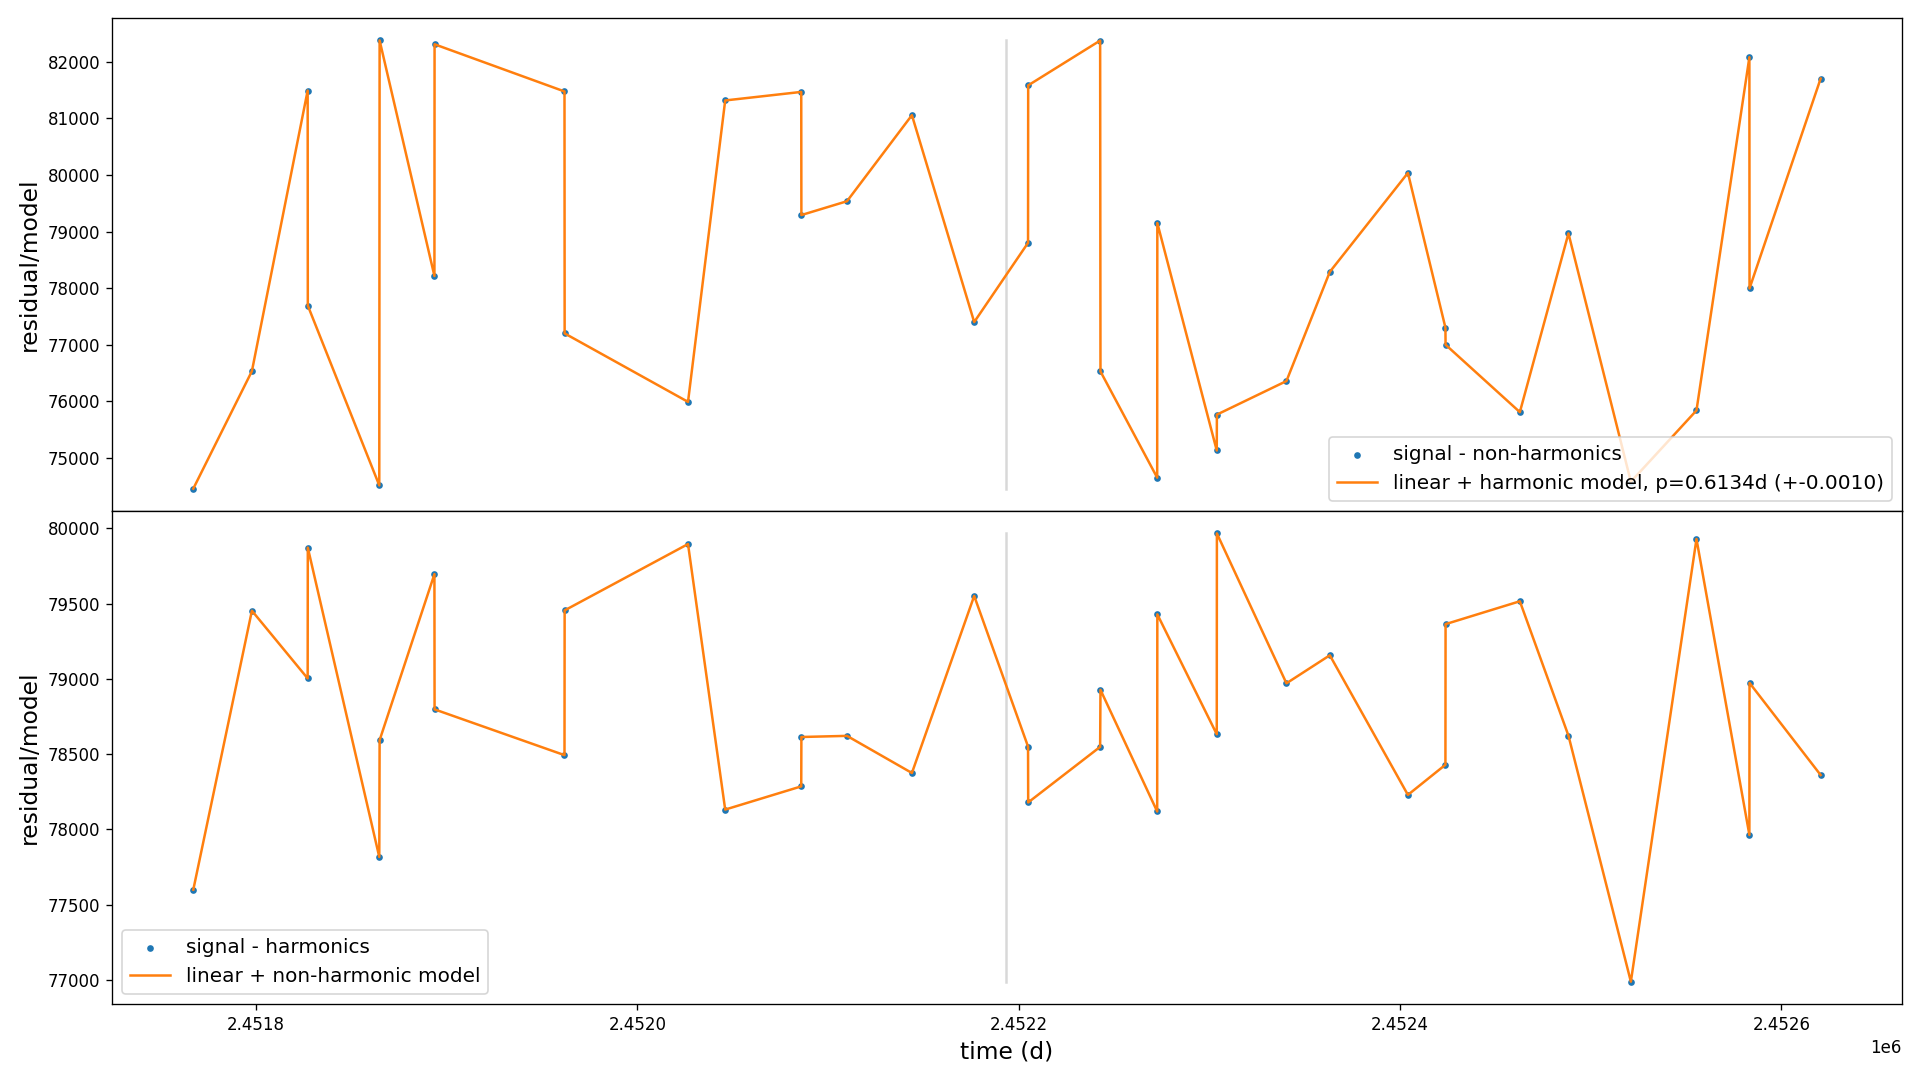 82000
81000
80000
79000
78000
77000
76000
75000
residual/model
signal - non-harmonics
linear + harmonic model, p=0.6134d (+-0.0010)
80000
79500
79000
78500
78000
77500
77000
residual/model
signal - harmonics
linear + non-harmonic model
2.4518 2.4520 2.4522 2.4524 2.4526
1e6
time (d)